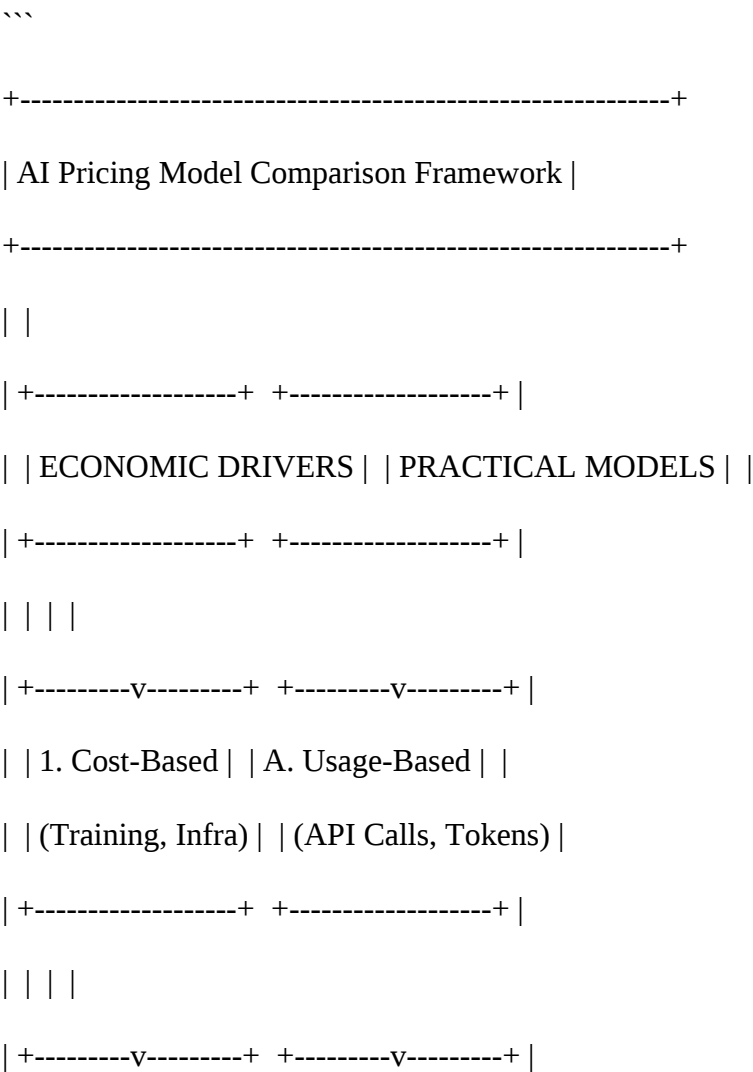 ```
+-------------------------------------------------------------+
| AI Pricing Model Comparison Framework |
+-------------------------------------------------------------+
| |
| +-------------------+ +-------------------+ |
| | ECONOMIC DRIVERS | | PRACTICAL MODELS | |
| +-------------------+ +-------------------+ |
| | | |
| +---------v---------+ +---------v---------+ |
| | 1. Cost-Based | | A. Usage-Based | |
| | (Training, Infra) | | (API Calls, Tokens) |
| +-------------------+ +-------------------+ |
| | | |
| +---------v---------+ +---------v---------+ |